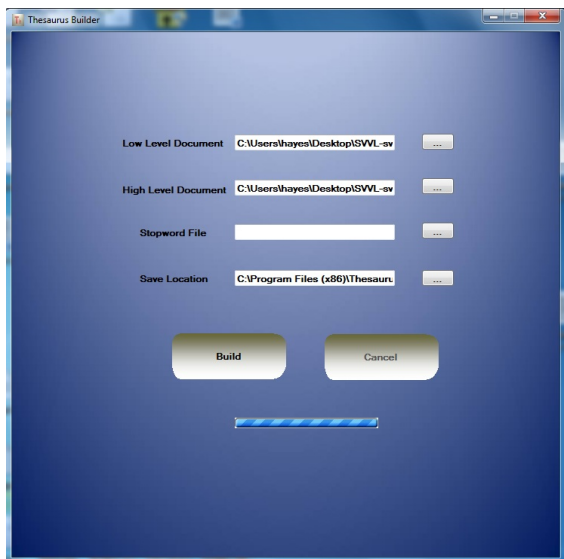 Thesaurus Builder
Low Level Document C:\Users\hayes\Desktop\SVVL-sv ...
High Level Document C:\Users\hayes\Desktop\SVVL-sv ...
Stopword File ...
Save Location C:\Program Files (x86)\Thesauru ...
Build Cancel